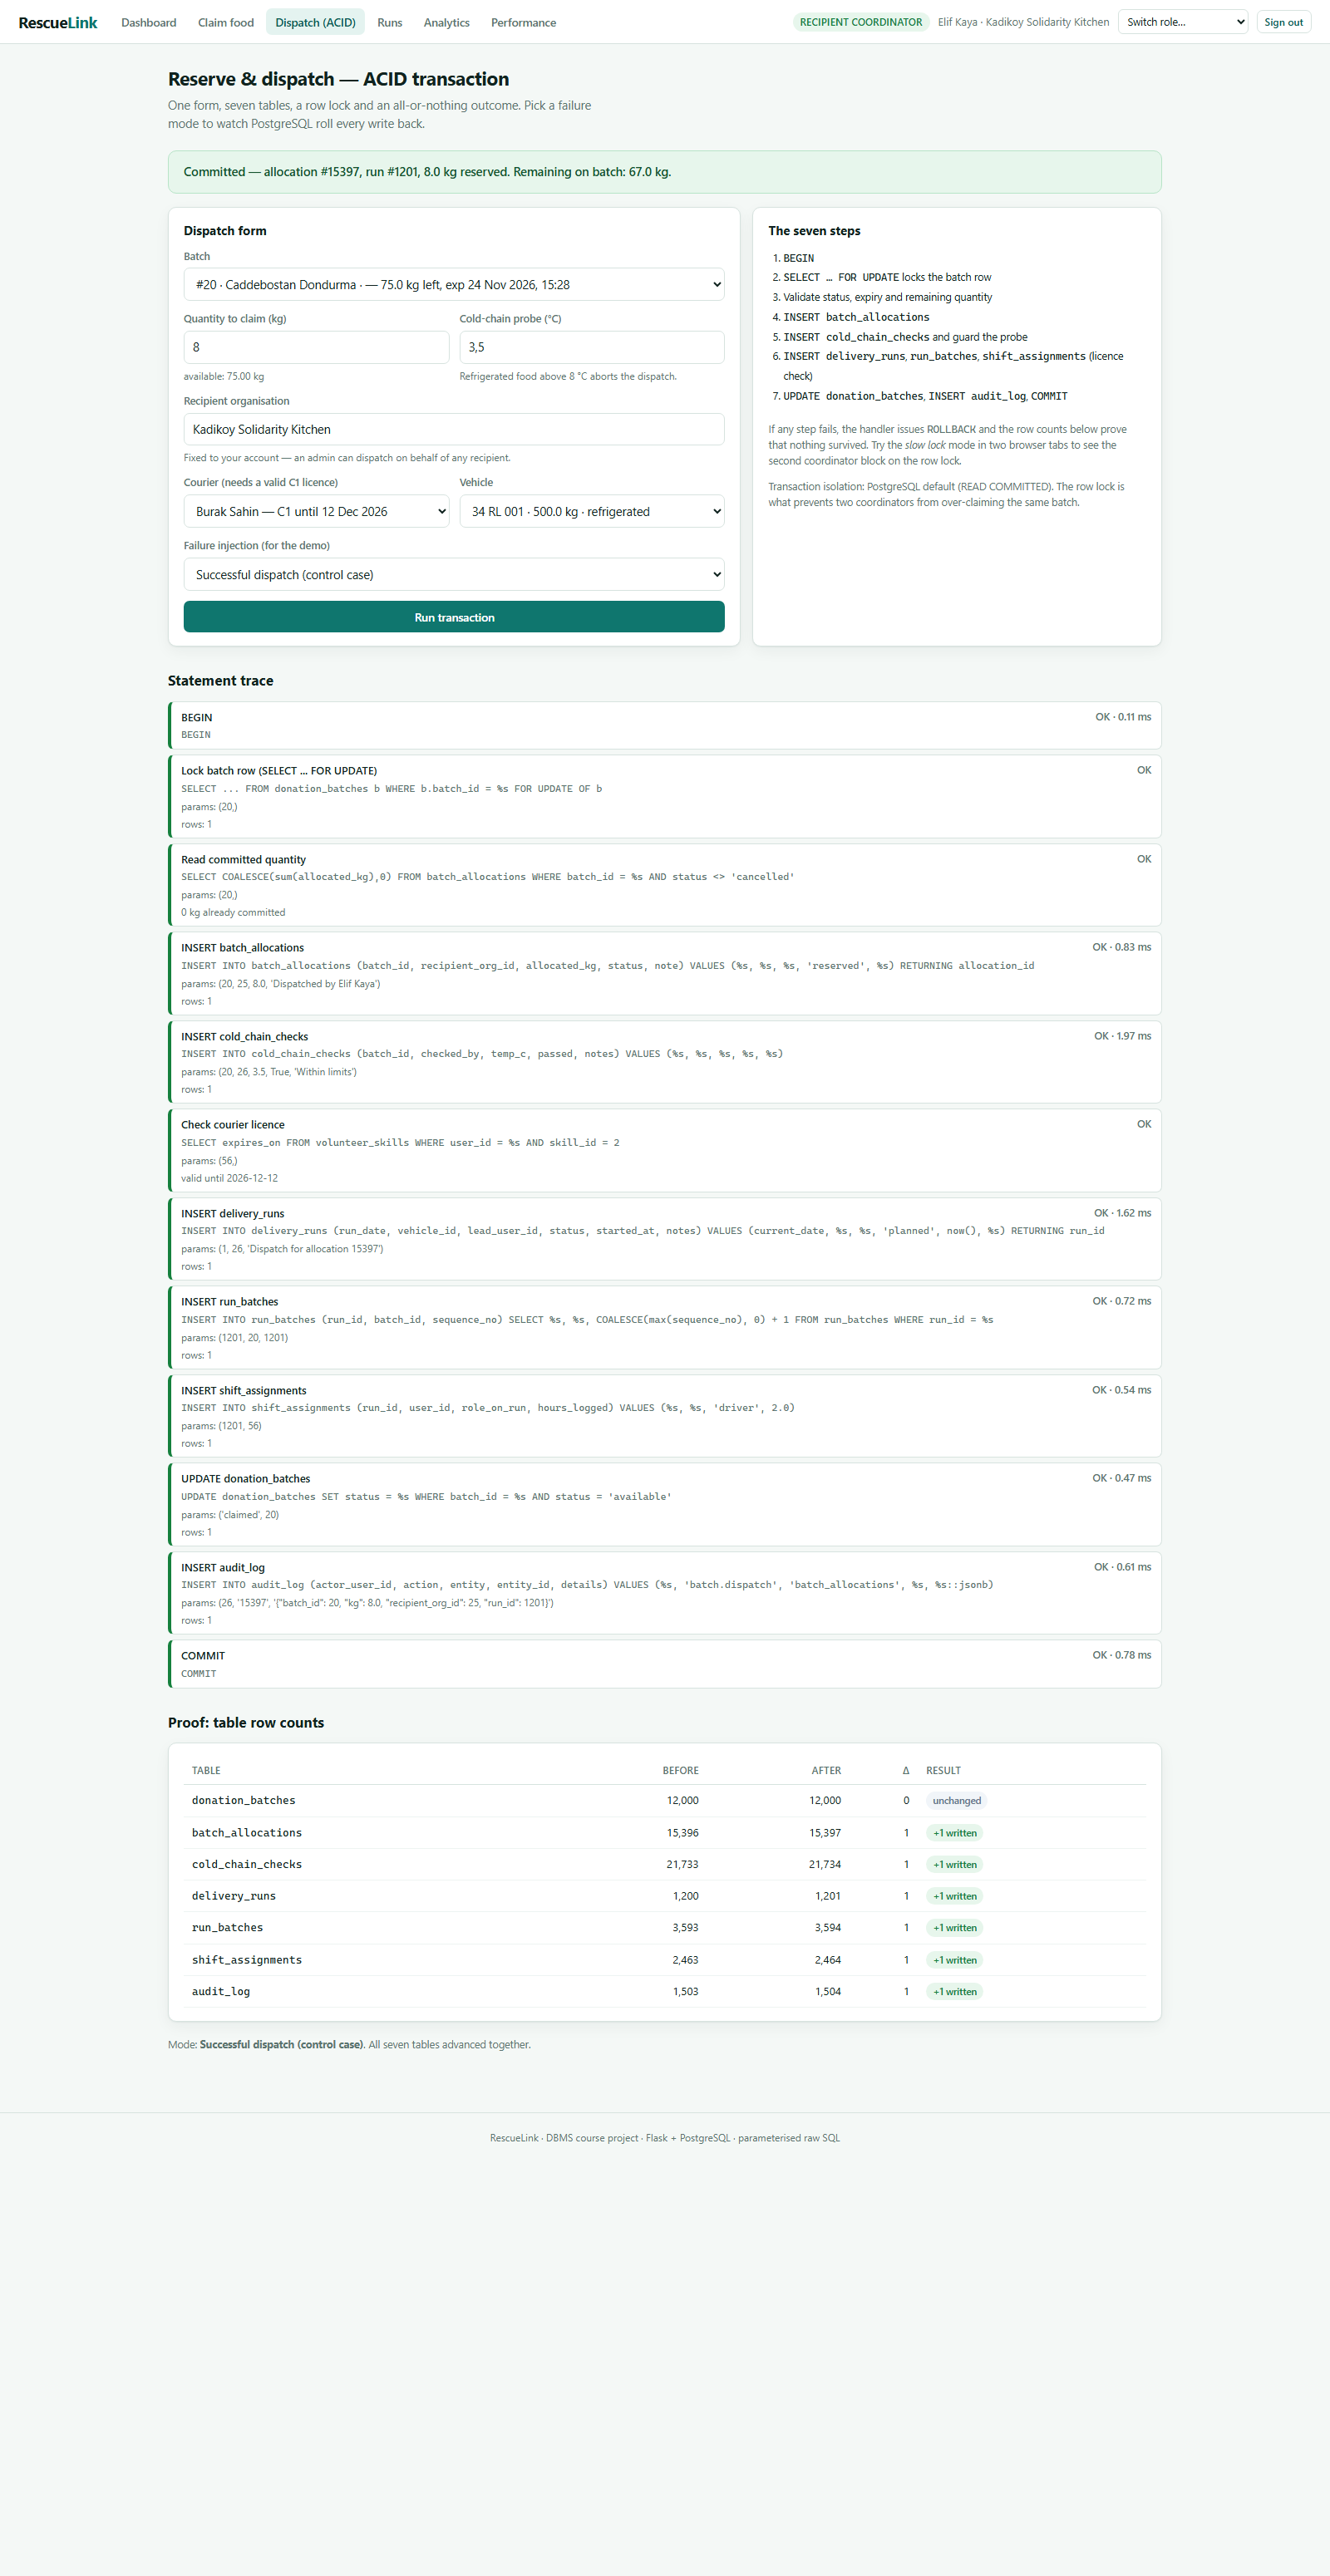 RescueLink Dashboard Claim food Dispatch (ACID) Runs Analytics Performance RECIPIENT COORDINATOR Elif Kaya · Kadikoy Solidarity Kitchen Switch role... Sign out
Reserve & dispatch — ACID transaction
One form, seven tables, a row lock and an all-or-nothing outcome. Pick a failure
mode to watch PostgreSQL roll every write back.
Committed — allocation #15397, run #1201, 8.0 kg reserved. Remaining on batch: 67.0 kg.
Dispatch form
Batch
#20 · Caddebostan Dondurma · — 75.0 kg left, exp 24 Nov 2026, 15:28
Quantity to claim (kg) Cold-chain probe (°C)
8 3,5
available: 75.00 kg Refrigerated food above 8 °C aborts the dispatch.
Recipient organisation
Kadikoy Solidarity Kitchen
Fixed to your account — an admin can dispatch on behalf of any recipient.
Courier (needs a valid C1 licence) Vehicle
Burak Sahin — C1 until 12 Dec 2026 34 RL 001 · 500.0 kg · refrigerated
Failure injection (for the demo)
Successful dispatch (control case)
Run transaction
The seven steps
1. BEGIN
2. SELECT … FOR UPDATE locks the batch row
3. Validate status, expiry and remaining quantity
4. INSERT batch_allocations
5. INSERT cold_chain_checks and guard the probe
6. INSERT delivery_runs, run_batches, shift_assignments (licence
check)
7. UPDATE donation_batches, INSERT audit_log, COMMIT
If any step fails, the handler issues ROLLBACK and the row counts below prove
that nothing survived. Try the slow lock mode in two browser tabs to see the
second coordinator block on the row lock.
Transaction isolation: PostgreSQL default (READ COMMITTED). The row lock is
what prevents two coordinators from over-claiming the same batch.
Statement trace
BEGIN OK · 0.11 ms
BEGIN
Lock batch row (SELECT ... FOR UPDATE) OK
SELECT ... FROM donation_batches b WHERE b.batch_id = %s FOR UPDATE OF b
params: (20,)
rows: 1
Read committed quantity OK
SELECT COALESCE(sum(allocated_kg),0) FROM batch_allocations WHERE batch_id = %s AND status <> 'cancelled'
params: (20,)
0 kg already committed
INSERT batch_allocations OK · 0.83 ms
INSERT INTO batch_allocations (batch_id, recipient_org_id, allocated_kg, status, note) VALUES (%s, %s, %s, 'reserved', %s) RETURNING allocation_id
params: (20, 25, 8.0, 'Dispatched by Elif Kaya')
rows: 1
INSERT cold_chain_checks OK · 1.97 ms
INSERT INTO cold_chain_checks (batch_id, checked_by, temp_c, passed, notes) VALUES (%s, %s, %s, %s, %s)
params: (20, 26, 3.5, True, 'Within limits')
rows: 1
Check courier licence OK
SELECT expires_on FROM volunteer_skills WHERE user_id = %s AND skill_id = 2
params: (56,)
valid until 2026-12-12
INSERT delivery_runs OK · 1.62 ms
INSERT INTO delivery_runs (run_date, vehicle_id, lead_user_id, status, started_at, notes) VALUES (current_date, %s, %s, 'planned', now(), %s) RETURNING run_id
params: (1, 26, 'Dispatch for allocation 15397')
rows: 1
INSERT run_batches OK · 0.72 ms
INSERT INTO run_batches (run_id, batch_id, sequence_no) SELECT %s, %s, COALESCE(max(sequence_no), 0) + 1 FROM run_batches WHERE run_id = %s
params: (1201, 20, 1201)
rows: 1
INSERT shift_assignments OK · 0.54 ms
INSERT INTO shift_assignments (run_id, user_id, role_on_run, hours_logged) VALUES (%s, %s, 'driver', 2.0)
params: (1201, 56)
rows: 1
UPDATE donation_batches OK · 0.47 ms
UPDATE donation_batches SET status = %s WHERE batch_id = %s AND status = 'available'
params: ('claimed', 20)
rows: 1
INSERT audit_log OK · 0.61 ms
INSERT INTO audit_log (actor_user_id, action, entity, entity_id, details) VALUES (%s, 'batch.dispatch', 'batch_allocations', %s, %s::jsonb)
params: (26, '15397', '{"batch_id": 20, "kg": 8.0, "recipient_org_id": 25, "run_id": 1201}')
rows: 1
COMMIT OK · 0.78 ms
COMMIT
Proof: table row counts
TABLE BEFORE AFTER Δ RESULT
donation_batches 12,000 12,000 0 unchanged
batch_allocations 15,396 15,397 1 +1 written
cold_chain_checks 21,733 21,734 1 +1 written
delivery_runs 1,200 1,201 1 +1 written
run_batches 3,593 3,594 1 +1 written
shift_assignments 2,463 2,464 1 +1 written
audit_log 1,503 1,504 1 +1 written
Mode: Successful dispatch (control case). All seven tables advanced together.
RescueLink · DBMS course project · Flask + PostgreSQL · parameterised raw SQL